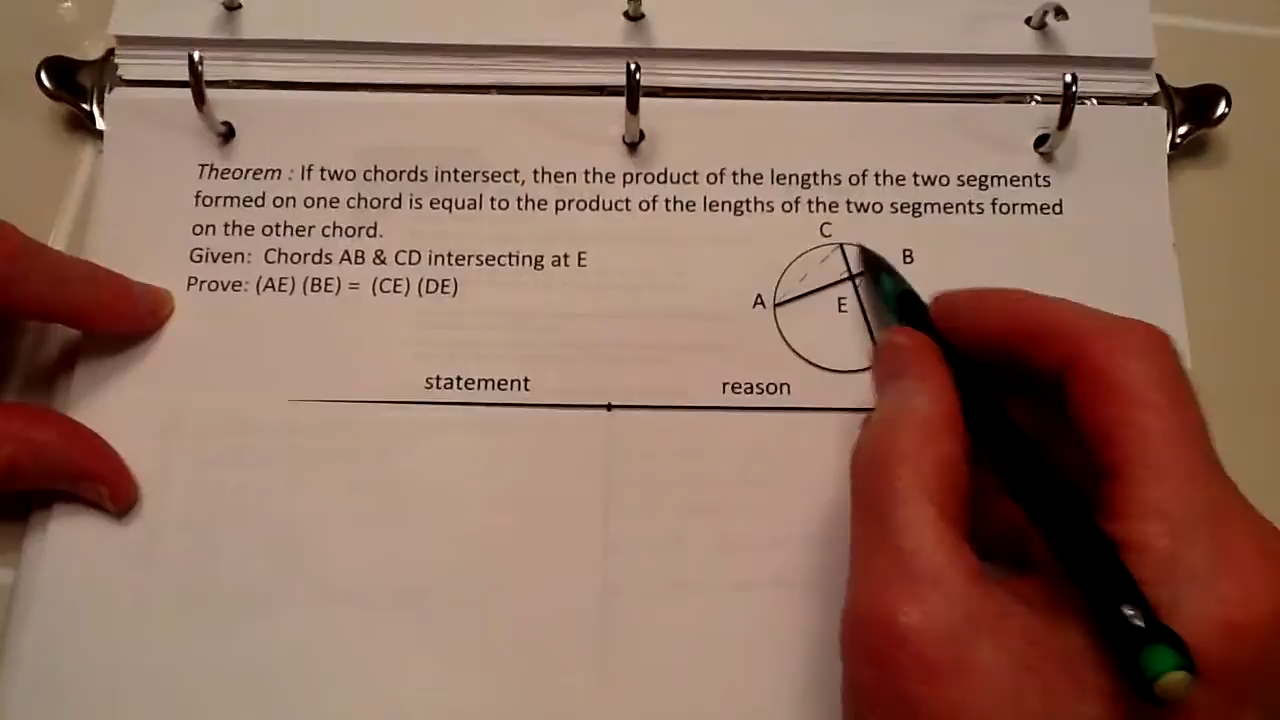 Theorem : If two chords intersect, then the product of the lengths of the two segments
formed on one chord is equal to the product of the lengths of the two segments formed
on the other chord.
Given: Chords AB & CD intersecting at E
Prove: (AE) (BE) = (CE) (DE)
C
B
A
E
statement reason